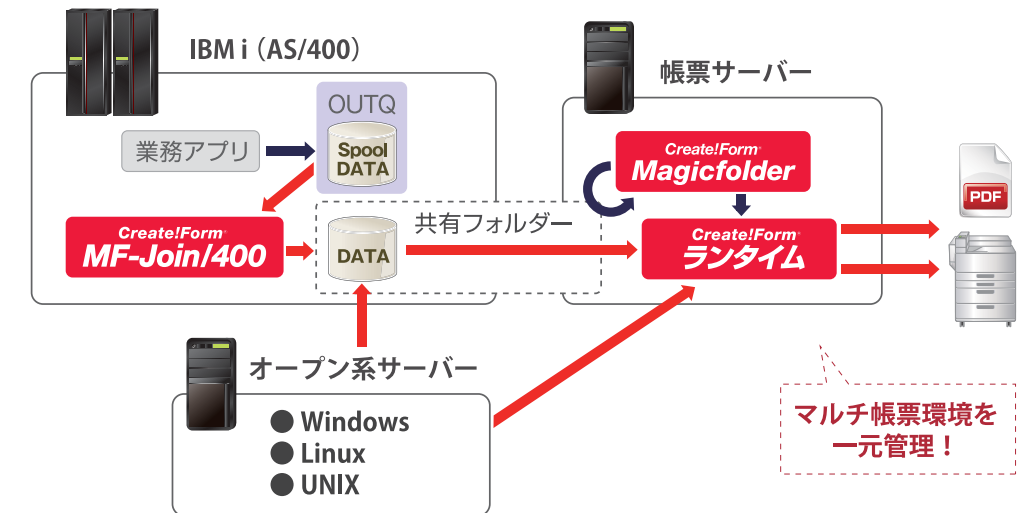 IBM i（AS/400）
OUTQ
Spool
DATA
業務アプリ
Create!Form
MF-Join/400
DATA
共有フォルダー
帳票サーバー
Create!Form
Magicfolder
Create!Form
ランタイム
PDF
オープン系サーバー
● Windows
● Linux
● UNIX
マルチ帳票環境を
一元管理！